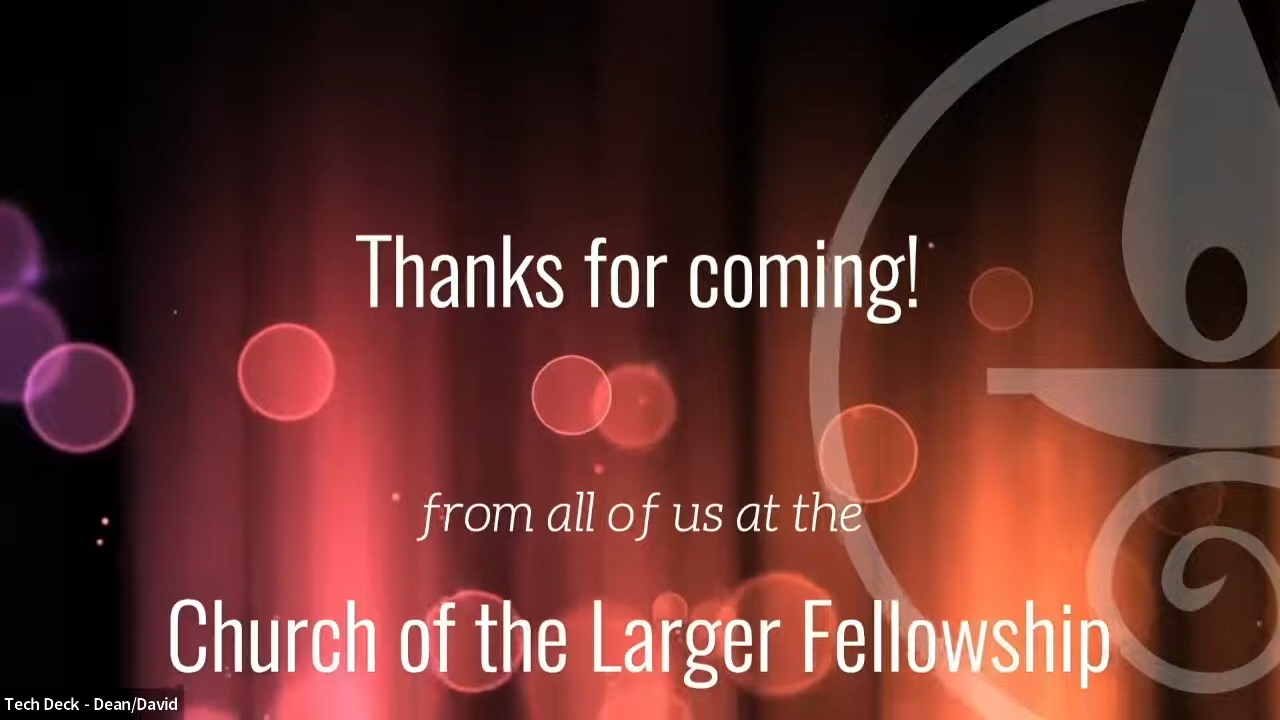 Thanks for coming!
from all of us at the
Church of the Larger Fellowship
Tech Deck - Dean/David